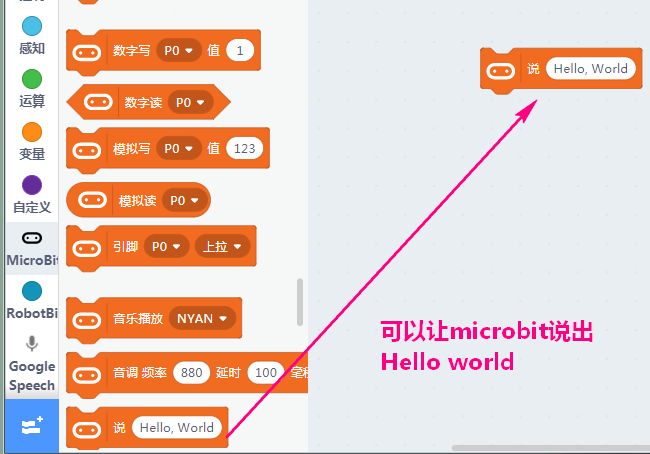 感知
运算
变量
自定义
MicroBit
RobotBi
Google
Speech
数字写 P0 值 1
数字读 P0
模拟写 P0 值 123
模拟读 P0
引脚 P0 上拉
音乐播放 NYAN
音调 频率 880 延时 100 毫
说 Hello, World
说 Hello, World
可以让microbit说出
Hello world